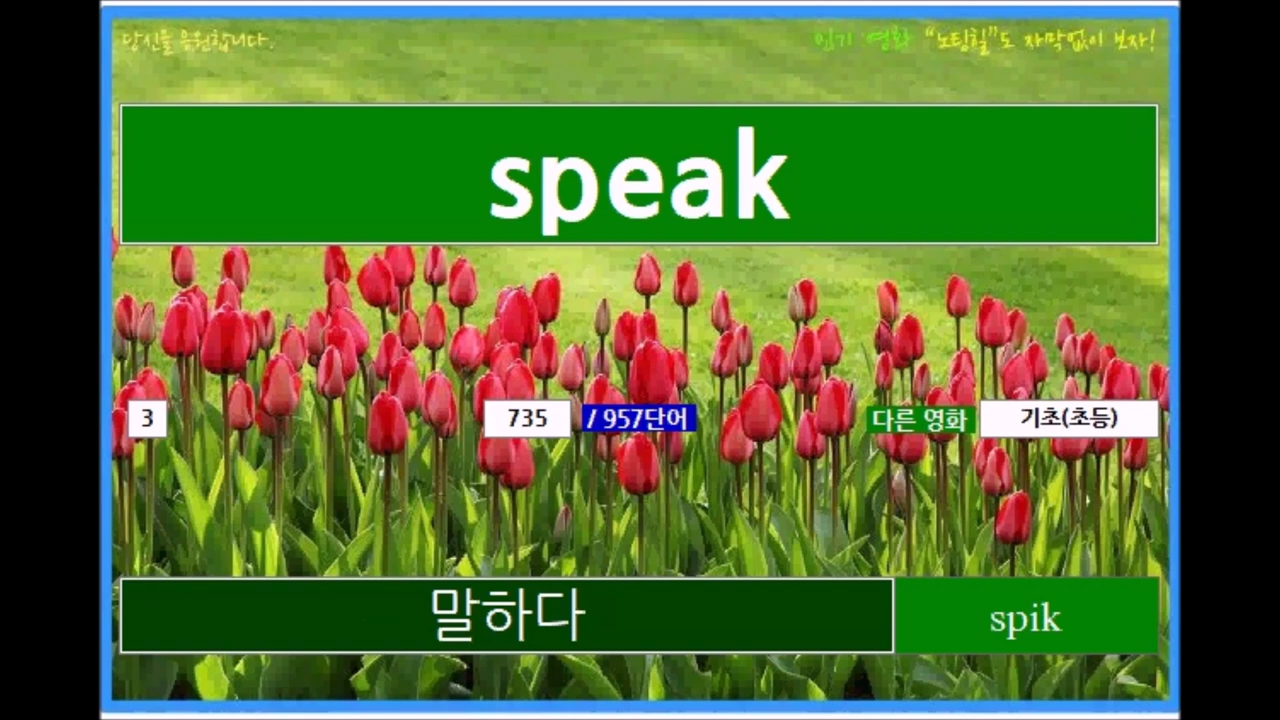 당신을 응원합니다.
인기 영화 “노팅힐”도 자막없이 보자!
speak
3
735 / 957단어
다른 영화 기초(초등)
말하다
spik